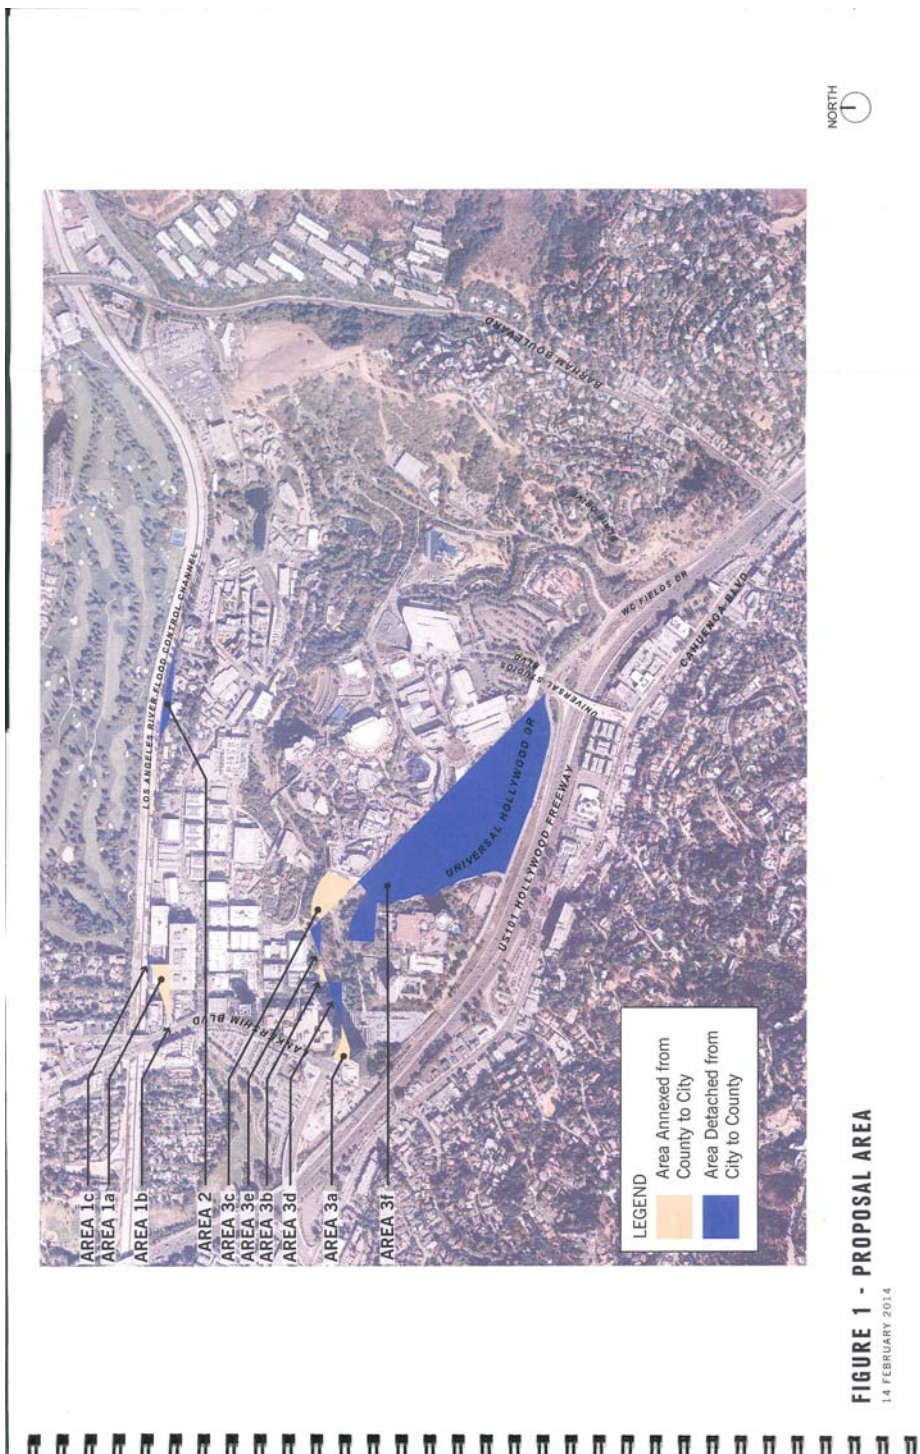 NORTH
LOS ANGELES RIVER FLOOD CONTROL CHANNEL
BARHAM BOULEVARD
LANKERSHIM BLVD
UNIVERSAL HOLLYWOOD DR
UNIVERSAL STUDIOS
BLVD
US101 HOLLYWOOD FREEWAY
WC FIELDS DR
CAHUENGA BLVD
AREA 1c
AREA 1a
AREA 1b
AREA 2
AREA 3c
AREA 3e
AREA 3b
AREA 3d
AREA 3a
AREA 3f
LEGEND
Area Annexed from
County to City
Area Detached from
City to County
FIGURE 1 - PROPOSAL AREA
14 FEBRUARY 2014